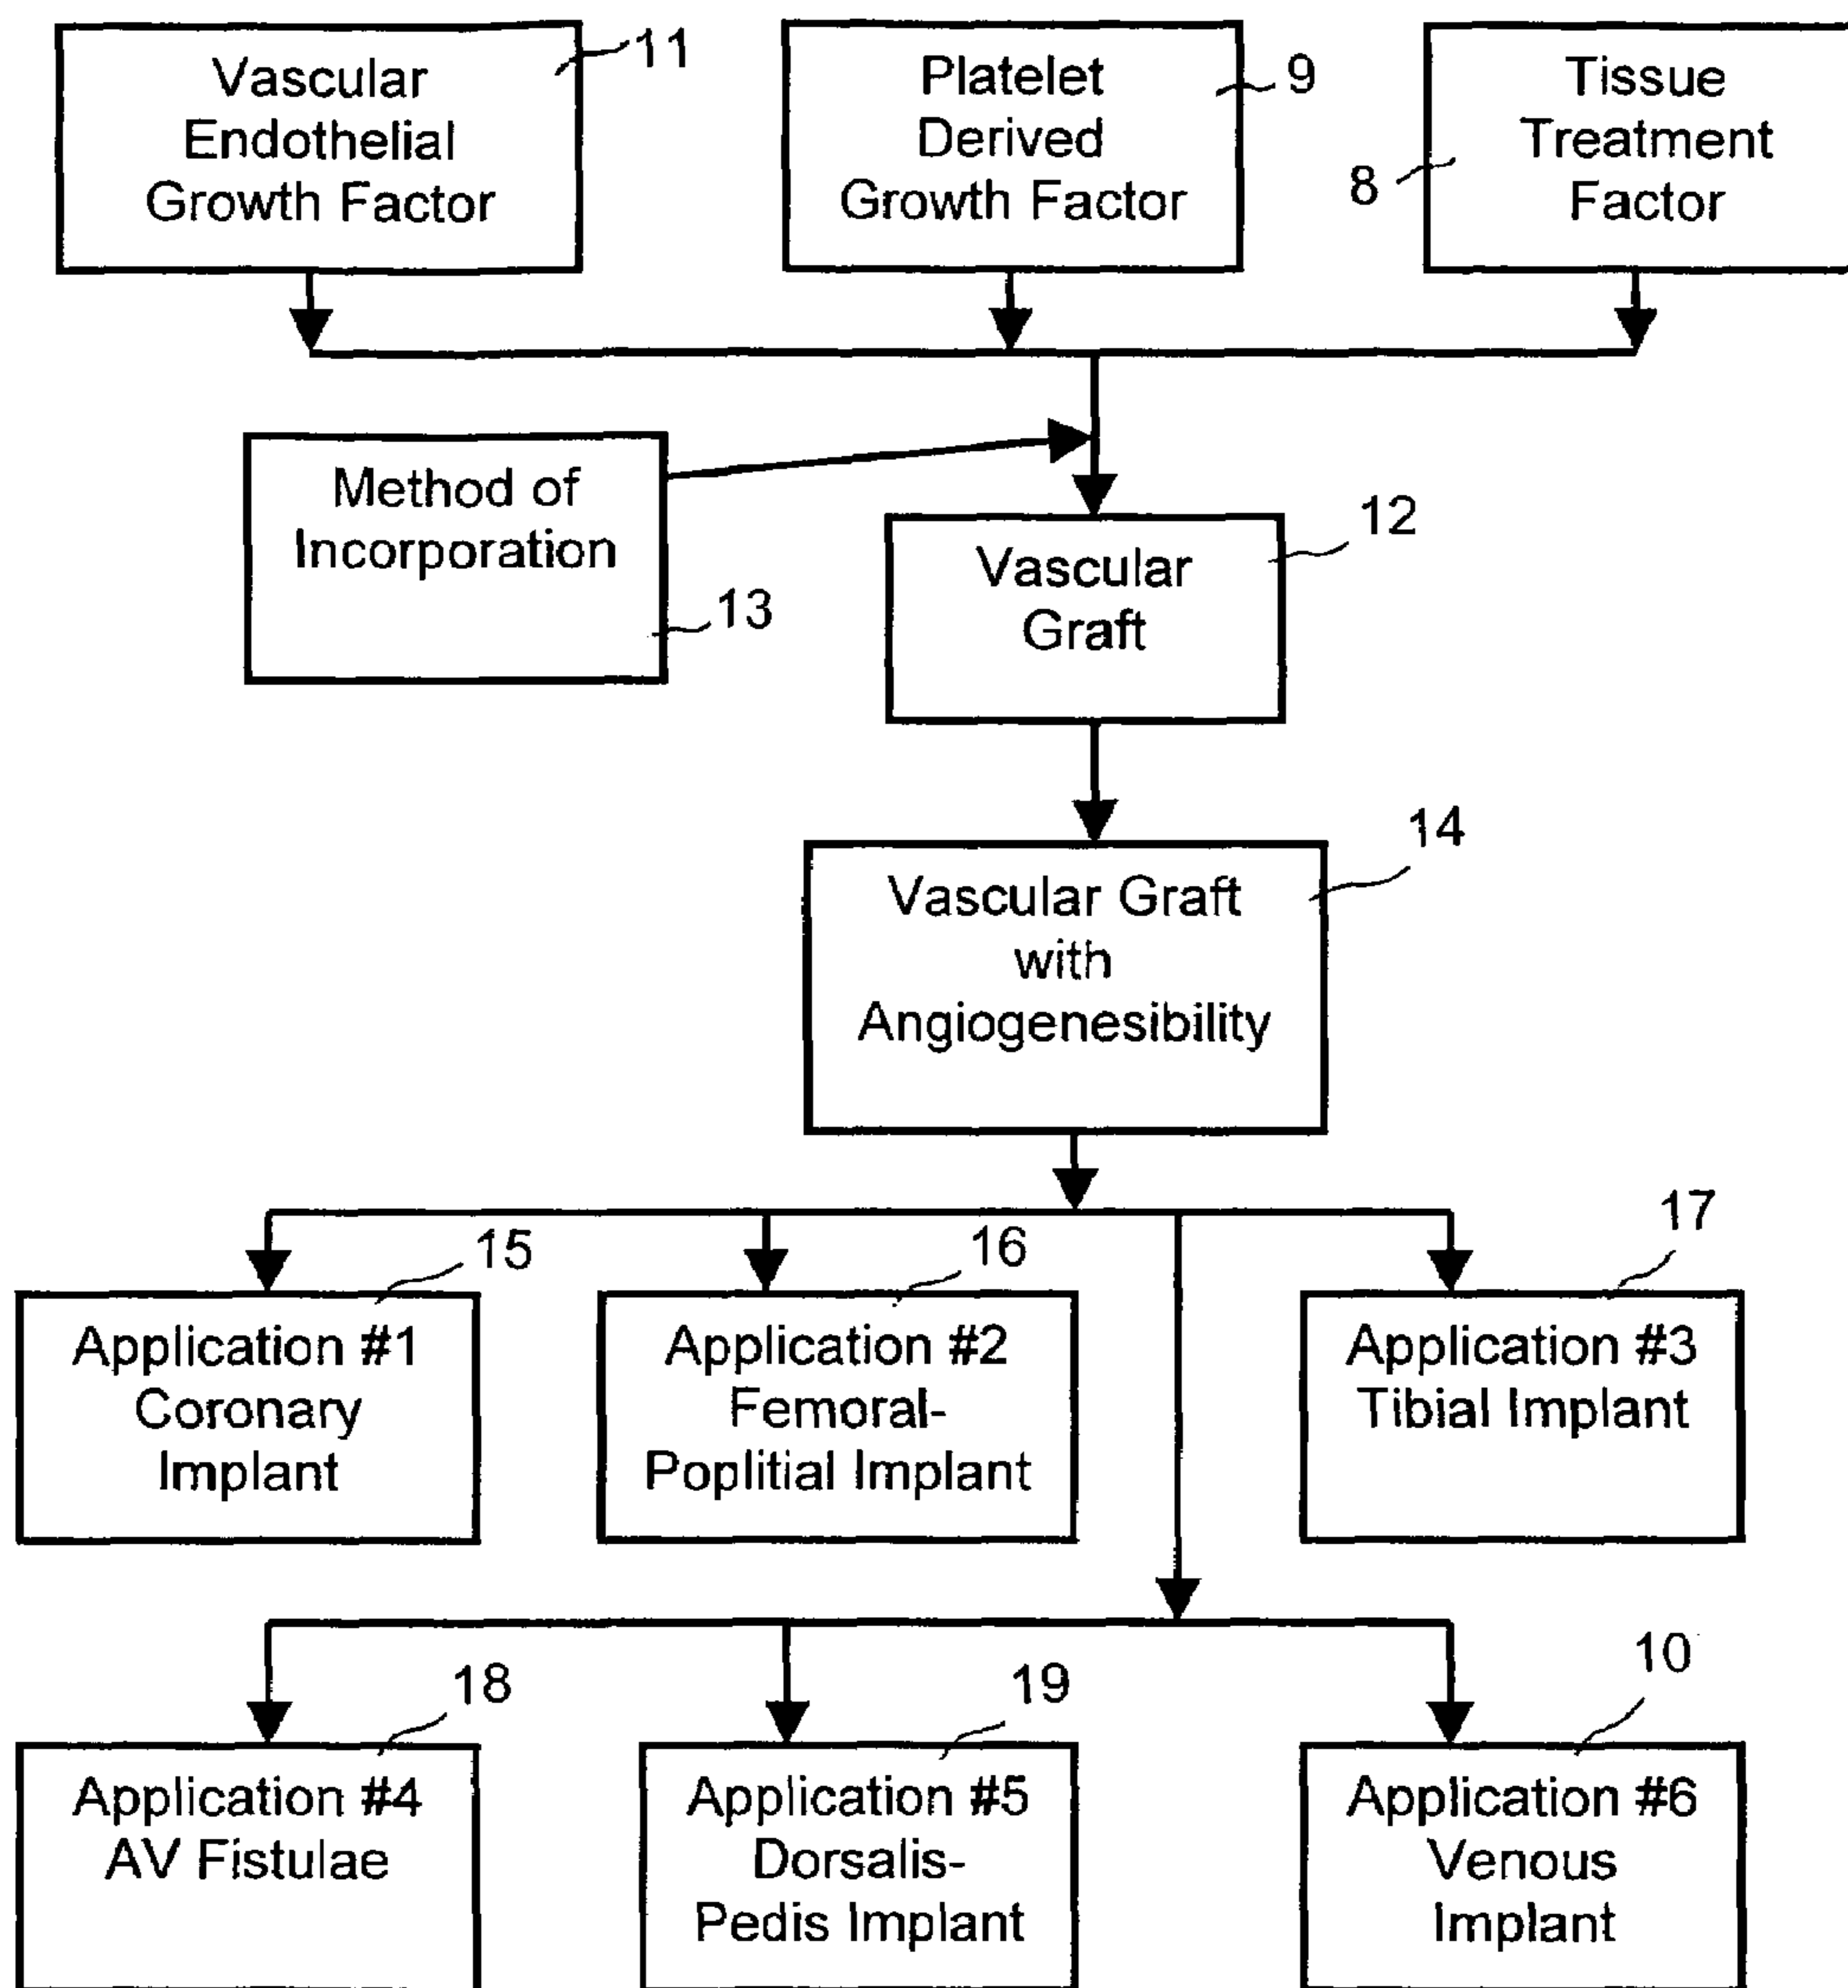 Vascular
Endothelial
Growth Factor
11
Platelet
Derived
Growth Factor
9
Tissue
Treatment
Factor
8
Method of
Incorporation
13
Vascular
Graft
12
Vascular Graft
with
Angiogenesibility
14
Application #1
Coronary
Implant
15
Application #2
Femoral-
Poplitial Implant
16
Application #3
Tibial Implant
17
Application #4
AV Fistulae
18
Application #5
Dorsalis-
Pedis Implant
19
Application #6
Venous
Implant
10